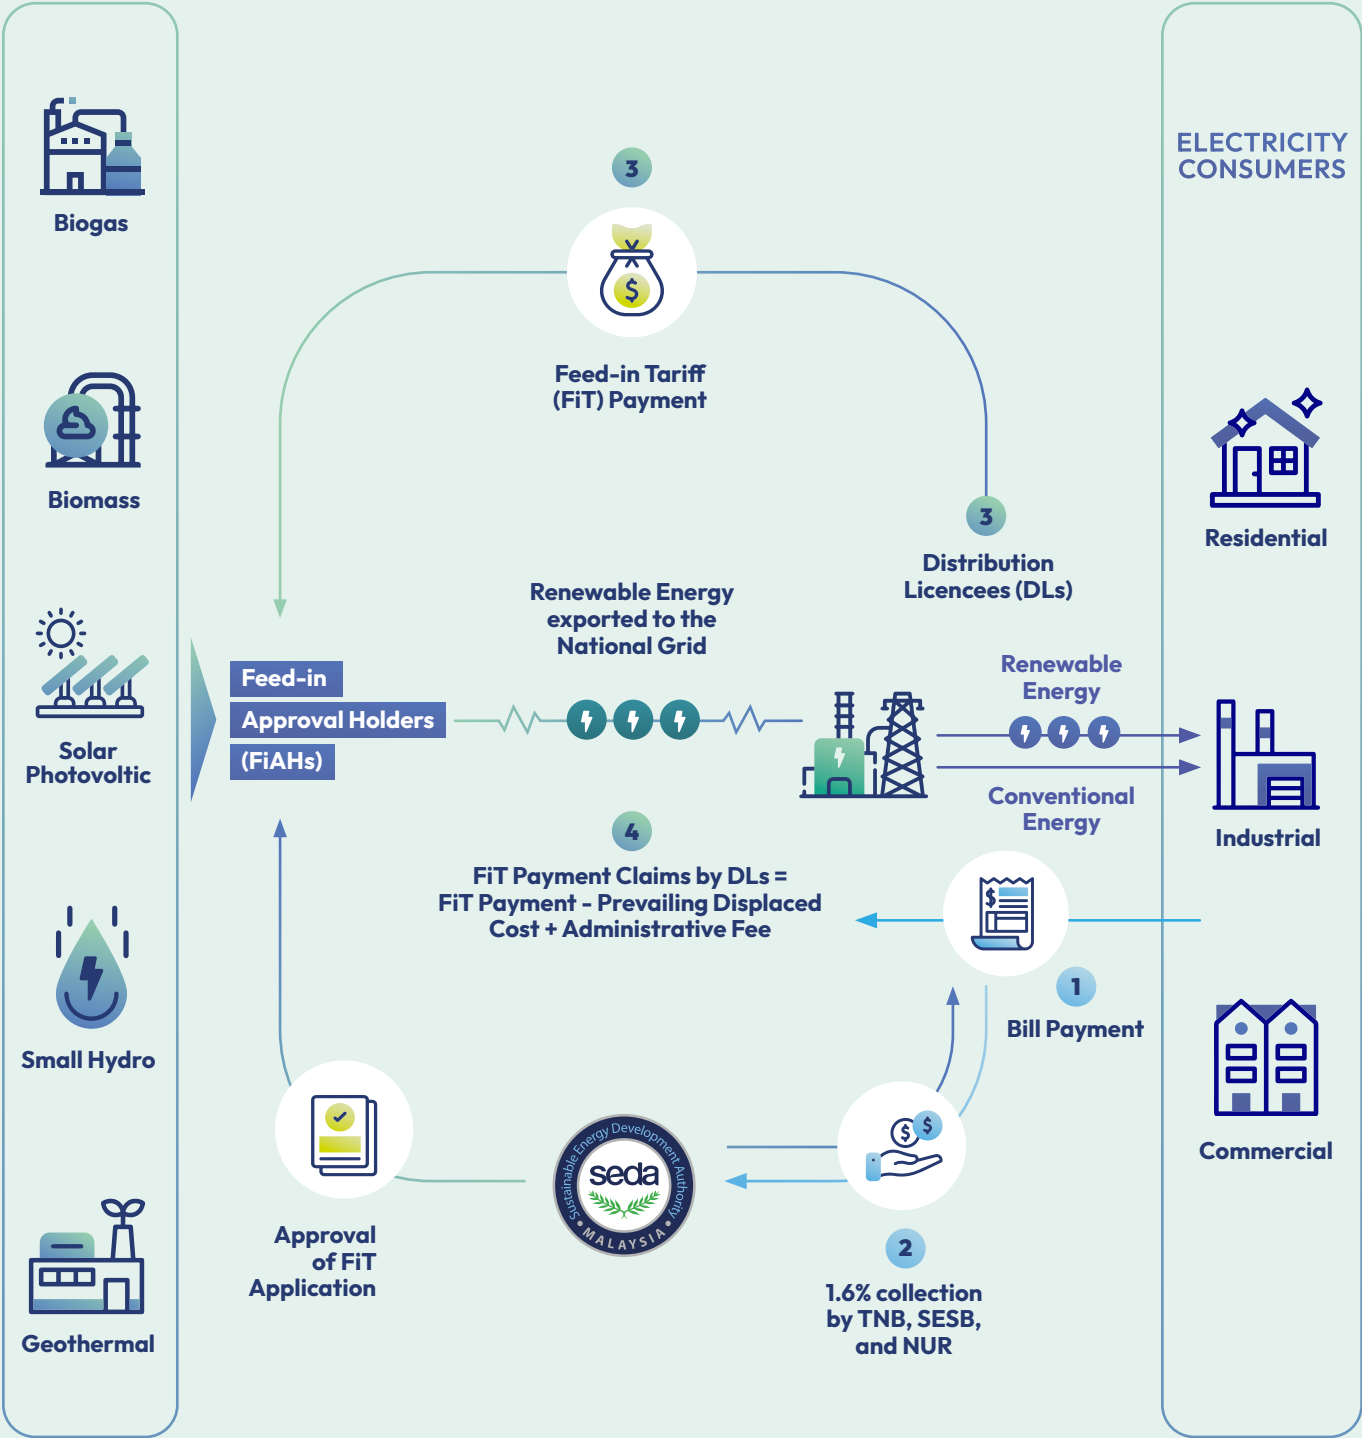 Biogas
Biomass
Solar
Photovoltic
Small Hydro
Geothermal
3
$
Feed-in Tariff
(FiT) Payment
3
Distribution
Licencees (DLs)
Renewable Energy
exported to the
National Grid
Feed-in
Approval Holders
(FiAHs)
Renewable
Energy
Conventional
Energy
4
FiT Payment Claims by DLs =
FiT Payment - Prevailing Displaced
Cost + Administrative Fee
$
1
Bill Payment
$
$
2
1.6% collection
by TNB, SESB,
and NUR
Sustainable Energy Development Authority
seda
• MALAYSIA •
Approval
of FiT
Application
ELECTRICITY
CONSUMERS
Residential
Industrial
Commercial